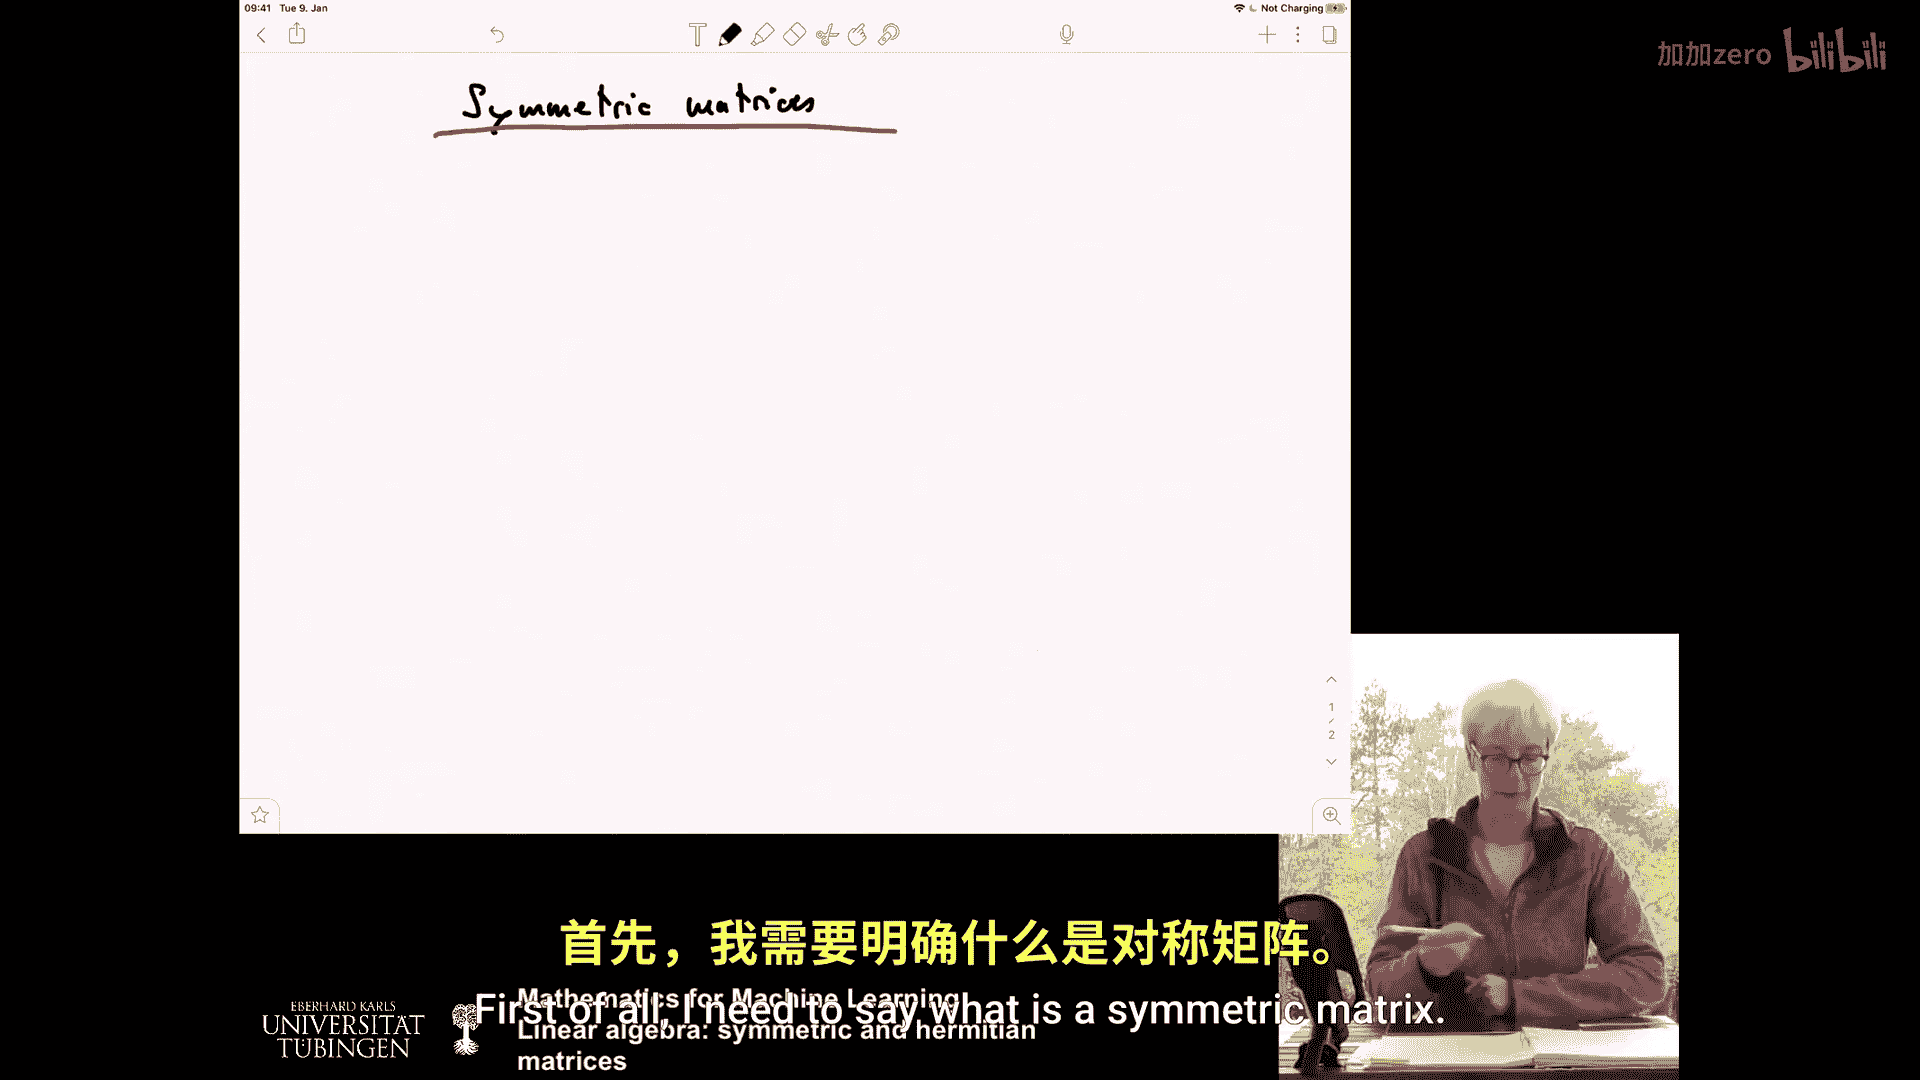 09:41 Tue 9. Jan
Not Charging
加加zero bilibili
T
Symmetric matrices
1
2
首先，我需要明确什么是对称矩阵。
First of all, I need to say what is a symmetric matrix.
EBERHARD KARLS
UNIVERSITÄT
TÜBINGEN
Mathematics for Machine Learning
Linear algebra: symmetric and hermitian
matrices